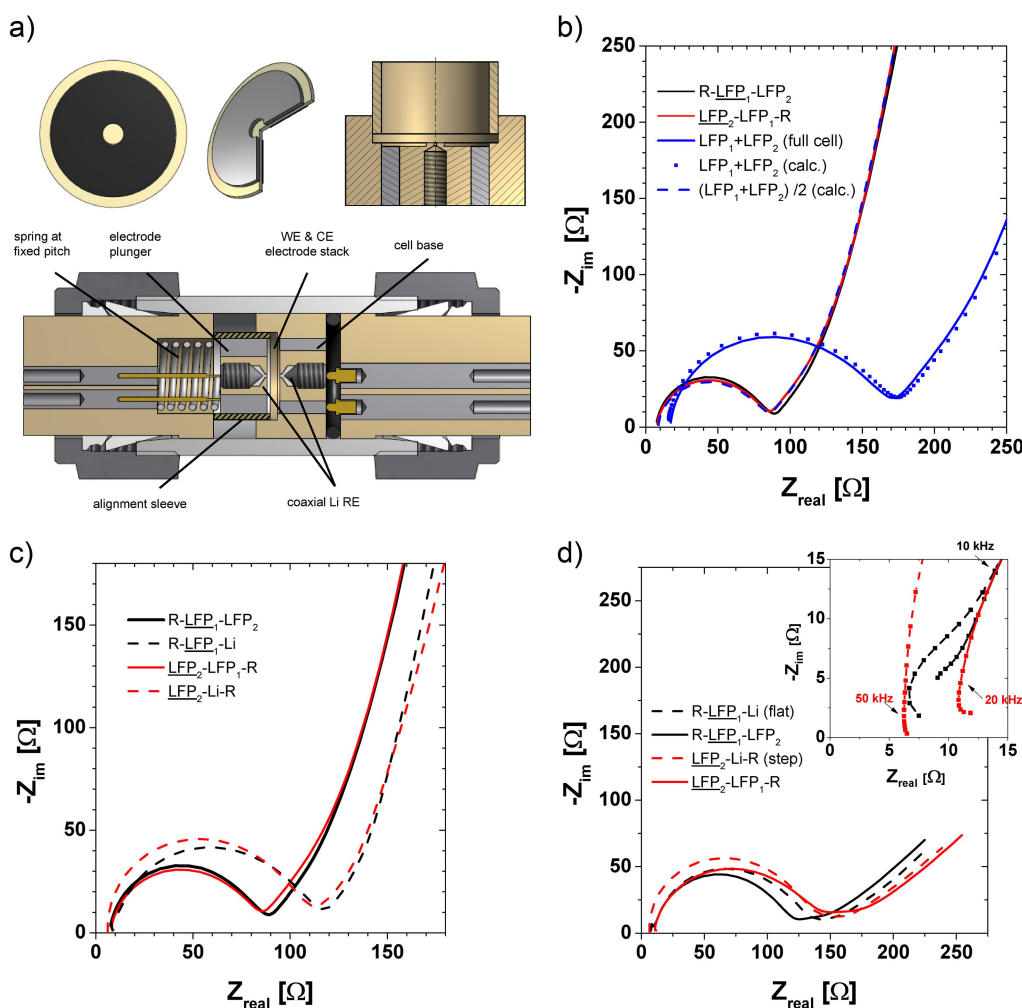 a)
spring at
fixed pitch
electrode
plunger
WE & CE
electrode stack
cell base
alignment sleeve
coaxial Li RE
b)
-250
-200
-150
-100
-50
0
0 50 100 150 200 250
-Zim [Ω]
Zreal [Ω]
R-LFP1-LFP2
LFP2-LFP1-R
LFP1+LFP2 (full cell)
LFP1+LFP2 (calc.)
(LFP1+LFP2) /2 (calc.)
c)
150
100
50
0
0 50 100 150
-Zim [Ω]
Zreal [Ω]
R-LFP1-LFP2
R-LFP1-Li
LFP2-LFP1-R
LFP2-Li-R
d)
250
200
150
100
50
0
0 50 100 150 200 250
-Zim [Ω]
Zreal [Ω]
R-LFP1-Li (flat)
R-LFP1-LFP2
LFP2-Li-R (step)
LFP2-LFP1-R
10 kHz
15
10
5
0
0 5 10 15
-Zim [Ω]
Zreal [Ω]
50 kHz
20 kHz